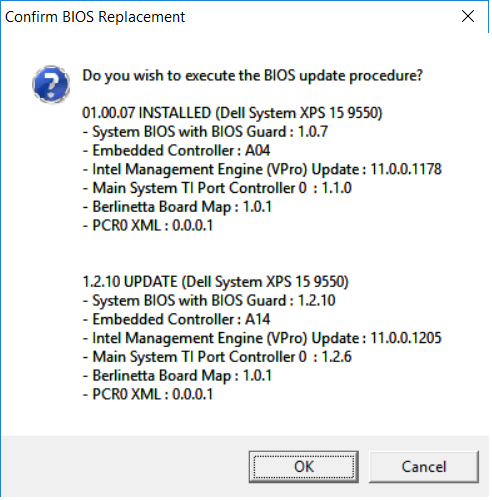 Confirm BIOS Replacement
Do you wish to execute the BIOS update procedure?
01.00.07 INSTALLED (Dell System XPS 15 9550)
- System BIOS with BIOS Guard : 1.0.7
- Embedded Controller : A04
- Intel Management Engine (VPro) Update : 11.0.0.1178
- Main System TI Port Controller 0  : 1.1.0
- Berlinetta Board Map : 1.0.1
- PCR0 XML : 0.0.0.1
1.2.10 UPDATE (Dell System XPS 15 9550)
- System BIOS with BIOS Guard : 1.2.10
- Embedded Controller : A14
- Intel Management Engine (VPro) Update : 11.0.0.1205
- Main System TI Port Controller 0  : 1.2.6
- Berlinetta Board Map : 1.0.1
- PCR0 XML : 0.0.0.1
OK
Cancel